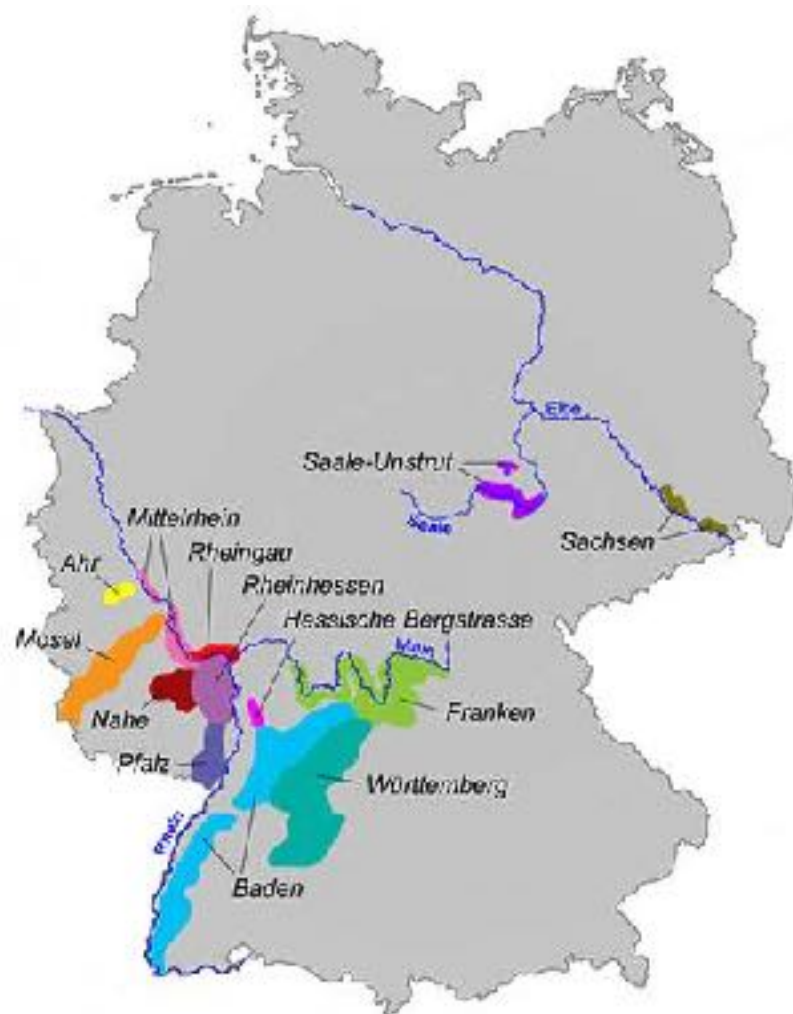 Elbe
Saale-Unstrut
Saale
Sachsen
Mittelrhein
Rheingau
Ahr
Rheinhessen
Hessische Bergstrasse
Mosel
Main
Nahe
Franken
Pfalz
Württemberg
Rhein
Baden